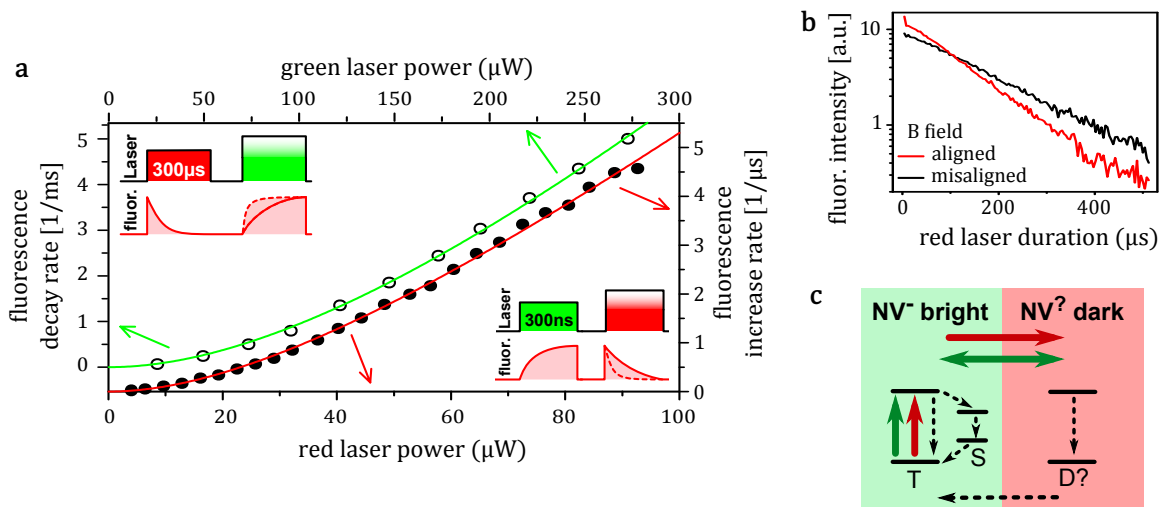 a
green laser power (µW)
0 50 100 150 200 250 300
fluorescence
decay rate [1/ms]
5
4
3
2
1
0
Laser
300µs
fluor.
Laser
300ns
fluor.
5
4
3
2
1
0
fluorescence
increase rate [1/µs]
0 20 40 60 80 100
red laser power (µW)
b
fluor. intensity [a.u.]
10
1
B field
aligned
misaligned
0 200 400
red laser duration (µs)
c
NV⁻ bright NV? dark
T
S
D?